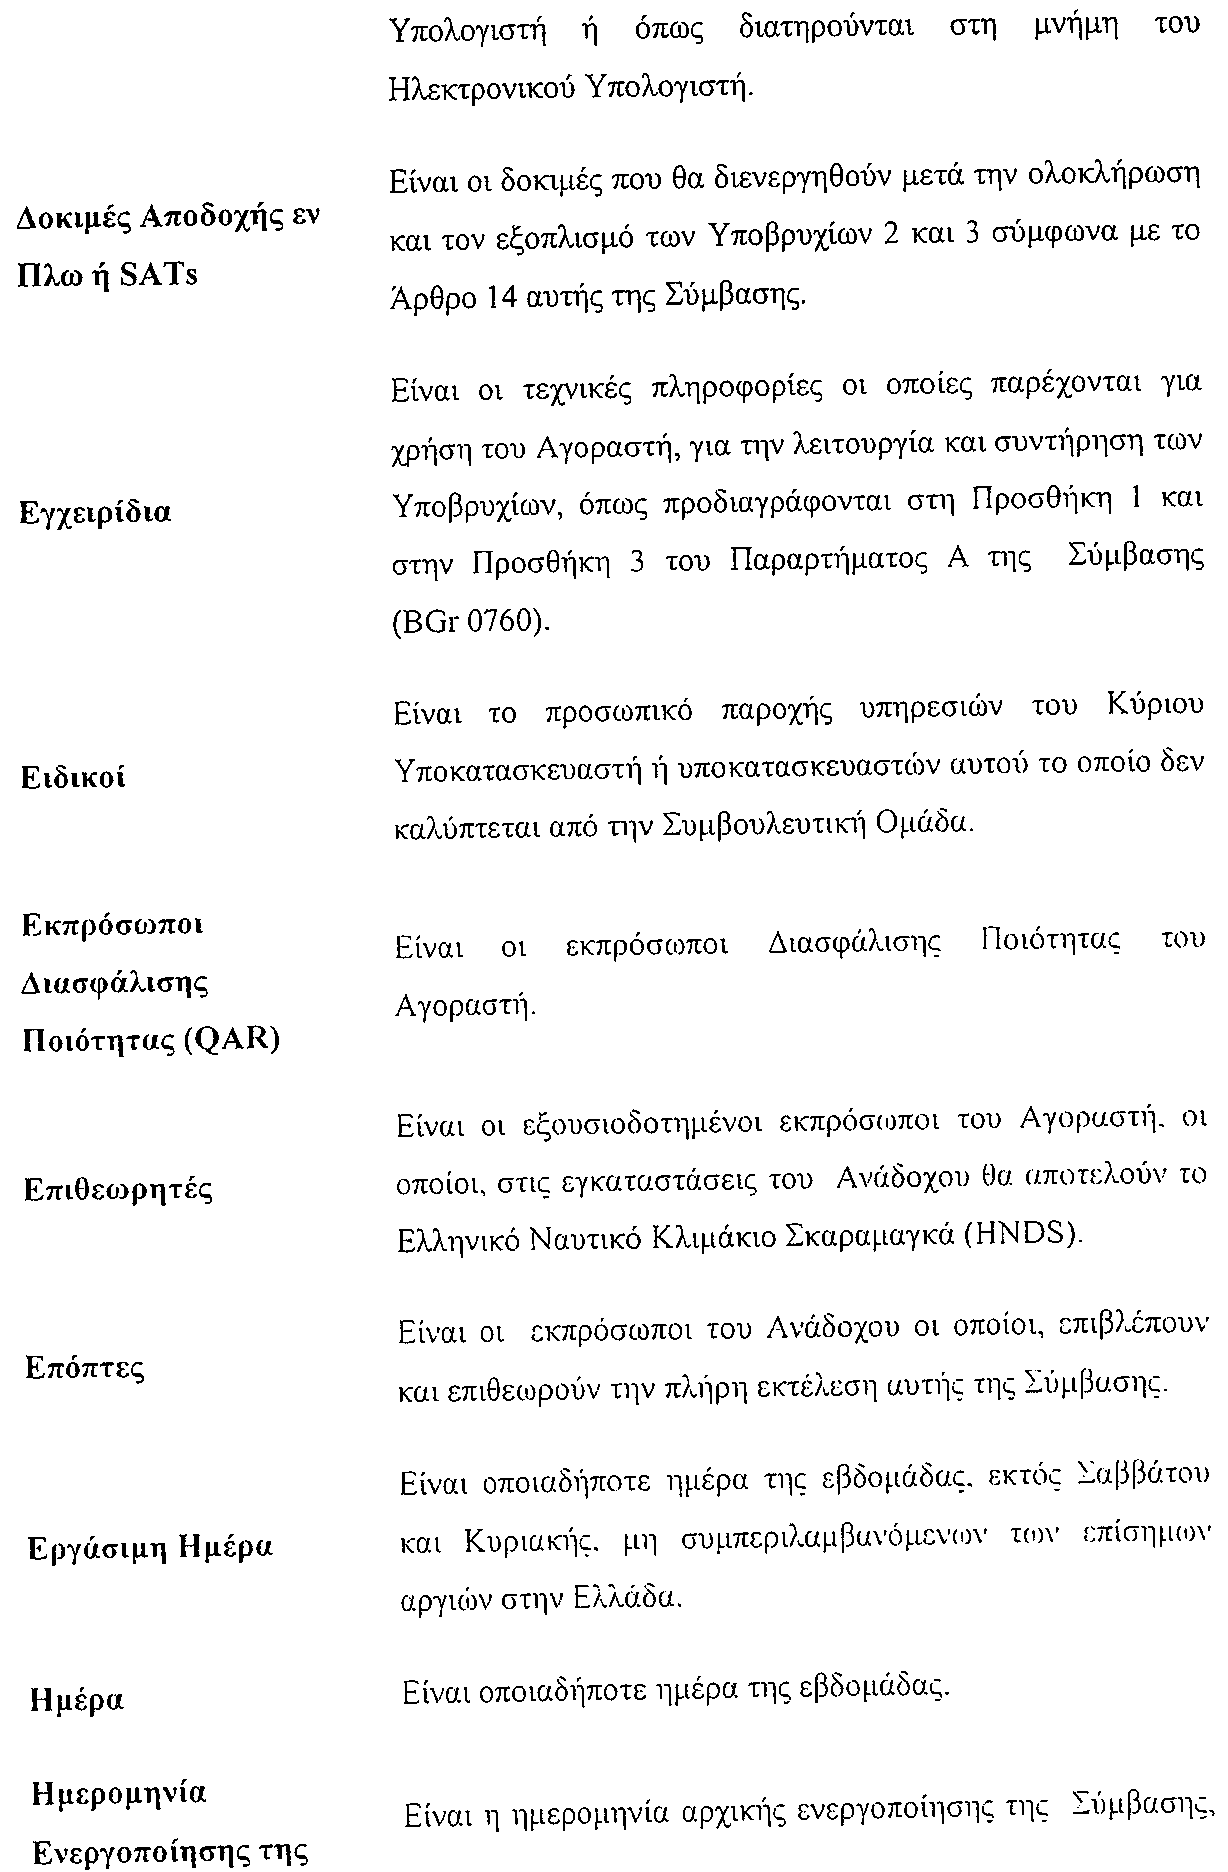 Υπολογιστή ή όπως διατηρούνται στη μνήμη του
Ηλεκτρονικού Υπολογιστή.
Δοκιμές Αποδοχής εν
Πλω ή SATs
Είναι οι δοκιμές που θα διενεργηθούν μετά την ολοκλήρωση
και τον εξοπλισμό των Υποβρυχίων 2 και 3 σύμφωνα με το
Άρθρο 14 αυτής της Σύμβασης.
Εγχειρίδια
Είναι οι τεχνικές πληροφορίες οι οποίες παρέχονται για
χρήση του Αγοραστή, για την λειτουργία και συντήρηση των
Υποβρυχίων, όπως προδιαγράφονται στη Προσθήκη 1 και
στην Προσθήκη 3 του Παραρτήματος Α της Σύμβασης
(BGr 0760).
Ειδικοί
Είναι το προσωπικό παροχής υπηρεσιών του Κύριου
Υποκατασκευαστή ή υποκατασκευαστών αυτού το οποίο δεν
καλύπτεται από την Συμβουλευτική Ομάδα.
Εκπρόσωποι
Διασφάλισης
Ποιότητας (QAR)
Είναι οι εκπρόσωποι Διασφάλισης Ποιότητας του
Αγοραστή.
Επιθεωρητές
Είναι οι εξουσιοδοτημένοι εκπρόσωποι του Αγοραστή, οι
οποίοι, στις εγκαταστάσεις του Ανάδοχου θα αποτελούν το
Ελληνικό Ναυτικό Κλιμάκιο Σκαραμαγκά (HNDS).
Επόπτες
Είναι οι εκπρόσωποι του Ανάδοχου οι οποίοι, επιβλέπουν
και επιθεωρούν την πλήρη εκτέλεση αυτής της Σύμβασης.
Εργάσιμη Ημέρα
Είναι οποιαδήποτε ημέρα της εβδομάδας, εκτός Σαββάτου
και Κυριακής, μη συμπεριλαμβανόμενων των επίσημων
αργιών στην Ελλάδα.
Ημέρα
Είναι οποιαδήποτε ημέρα της εβδομάδας.
Ημερομηνία
Ενεργοποίησης της
Είναι η ημερομηνία αρχικής ενεργοποίησης της Σύμβασης,